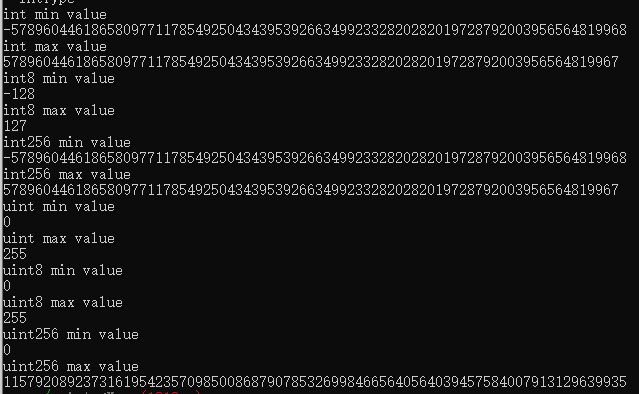 IntType
int min value
-57896044618658097711785492504343953926634992332820282019728792003956564819968
int max value
57896044618658097711785492504343953926634992332820282019728792003956564819967
int8 min value
-128
int8 max value
127
int256 min value
-57896044618658097711785492504343953926634992332820282019728792003956564819968
int256 max value
57896044618658097711785492504343953926634992332820282019728792003956564819967
uint min value
0
uint max value
255
uint8 min value
0
uint8 max value
255
uint256 min value
0
uint256 max value
115792089237316195423570985008687907853269984665640564039457584007913129639935